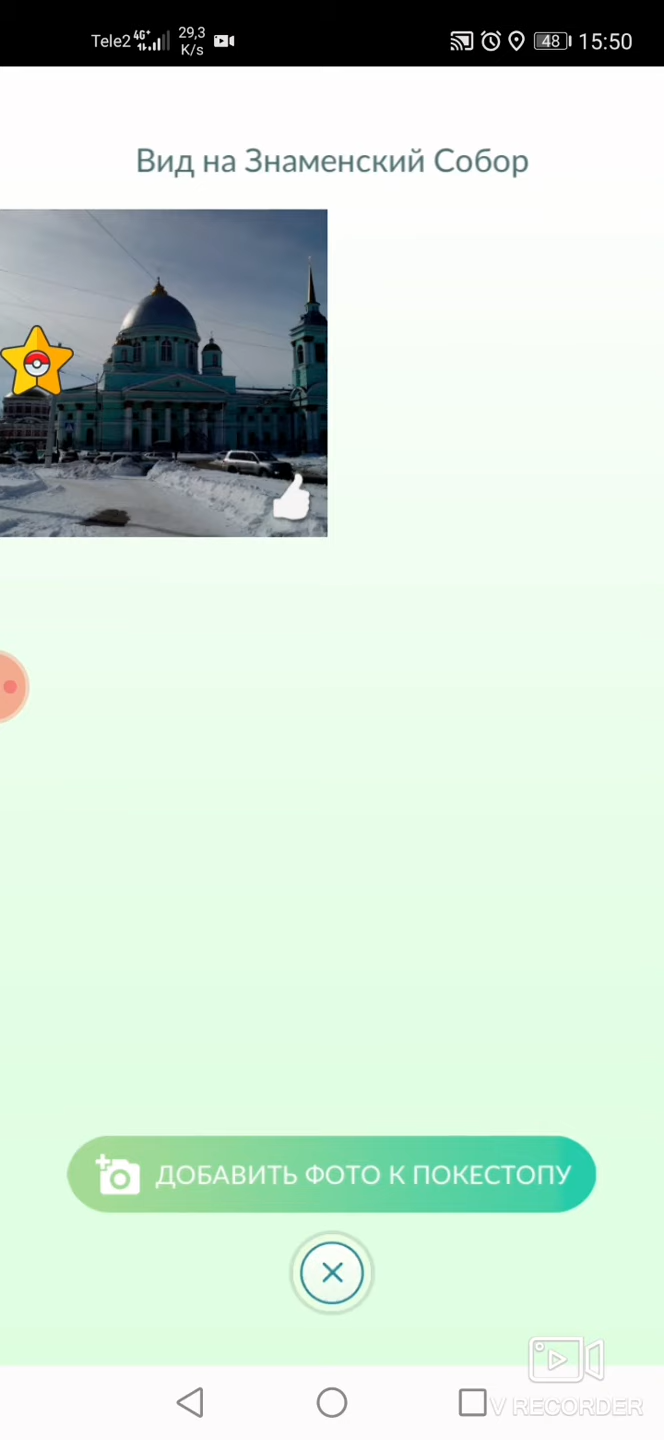 Tele2 4G+ 29,3 K/s 48 15:50
Вид на Знаменский Собор
ДОБАВИТЬ ФОТО К ПОКЕСТОПУ
V RECORDER